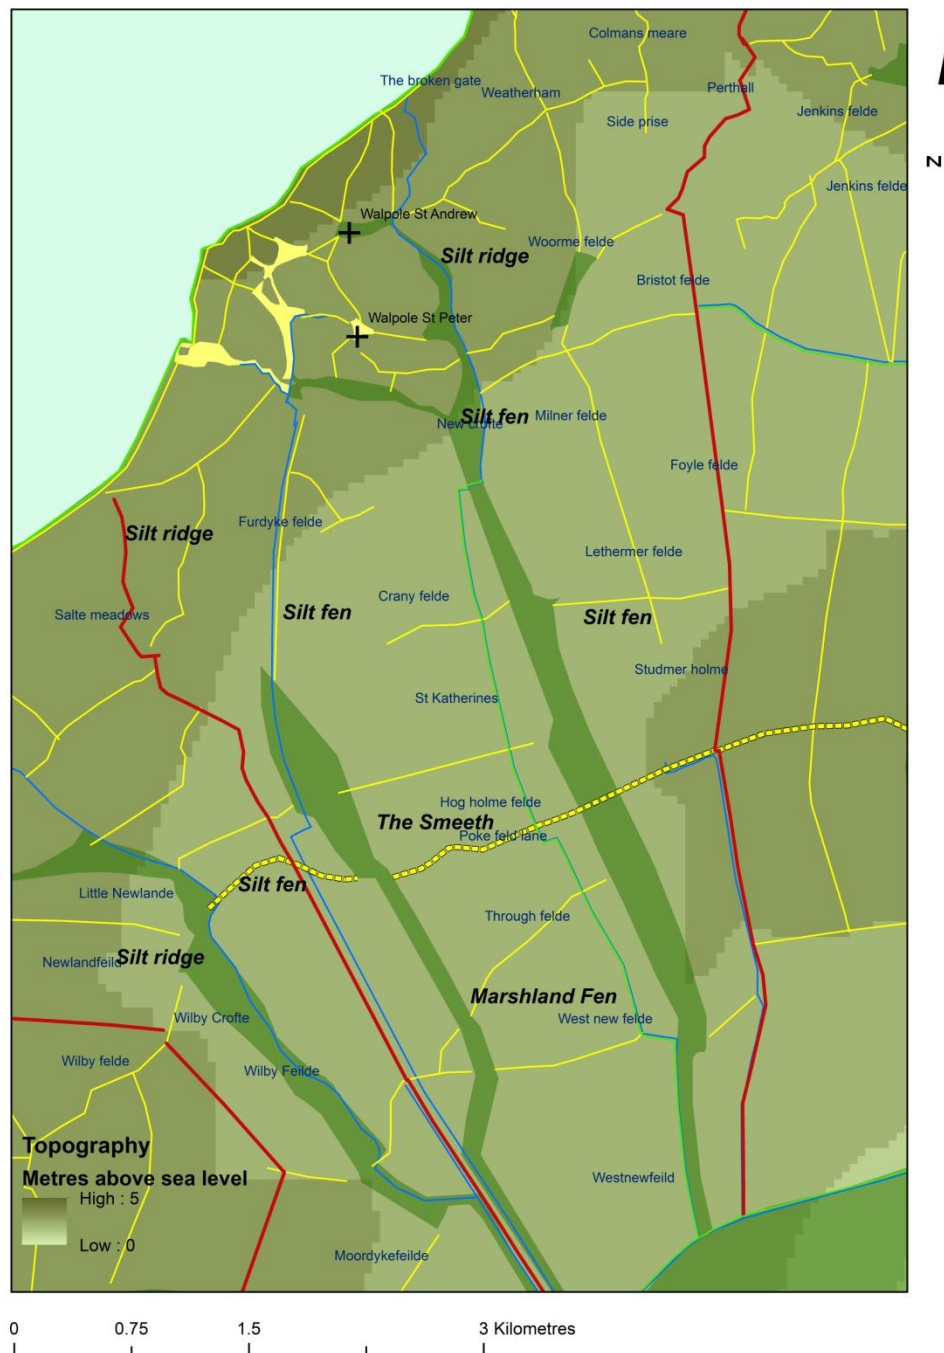 Colmans meare
The broken gate
Weatherham
Perthall
Jenkins felde
Side prise
Jenkins felde
Walpole St Andrew
Woorme felde
Silt ridge
Bristot felde
Walpole St Peter
Silt fen
Milner felde
New crofte
Foyle felde
Furdyke felde
Silt ridge
Lethermer felde
Crany felde
Silt fen
Silt fen
Salte meadows
Studmer holme
St Katherines
Hog holme felde
The Smeeth
Poke feld lane
Silt fen
Little Newlande
Through felde
Silt ridge
Newlandfeild
Marshland Fen
Wilby Crofte
West new felde
Wilby felde
Wilby Feilde
Topography
Metres above sea level
High : 5
Low : 0
Westnewfeild
Moordykefeilde
0 0.75 1.5 3 Kilometres
z